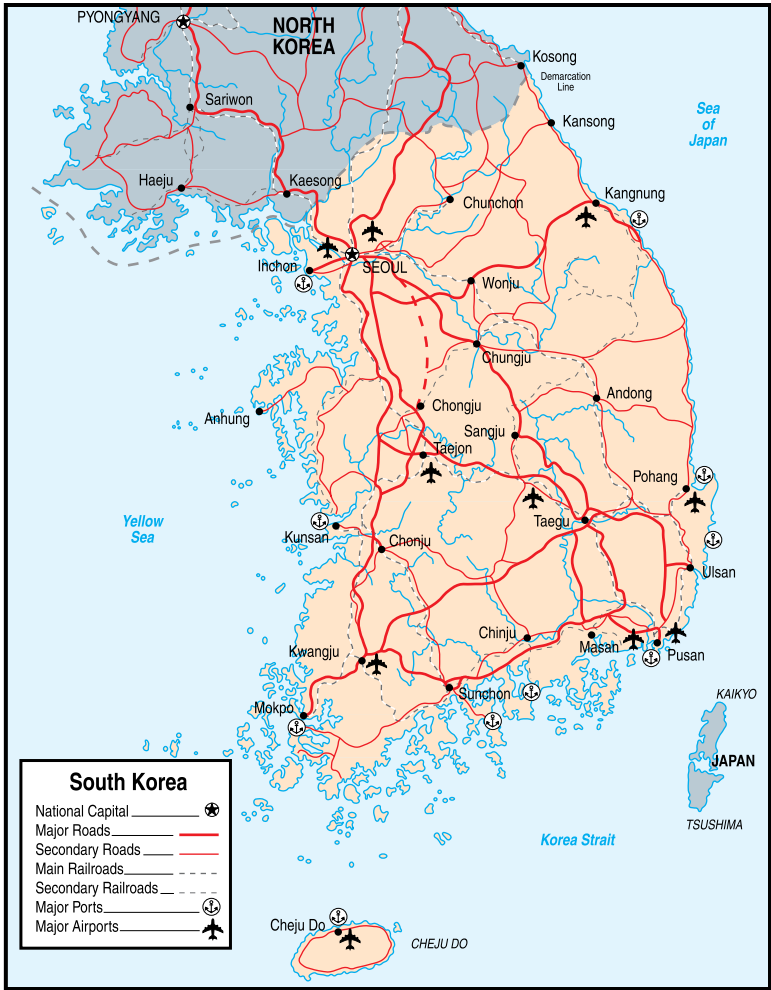 PYONGYANG
NORTH
KOREA
Kosong
Demarcation
Line
Sariwon
Sea
of
Japan
Kansong
Haeju
Kaesong
Kangnung
Chunchon
Inchon
SEOUL
Wonju
Chungju
Andong
Chongju
Anhung
Sangju
Taejon
Pohang
Yellow
Sea
Kunsan
Taegu
Chonju
Ulsan
Chinju
Masan
Kwangju
Pusan
Sunchon
Mokpo
KAIKYO
JAPAN
TSUSHIMA
Korea Strait
South Korea
National Capital
Major Roads
Secondary Roads
Main Railroads
Secondary Railroads
Major Ports
Major Airports
Cheju Do
CHEJU DO